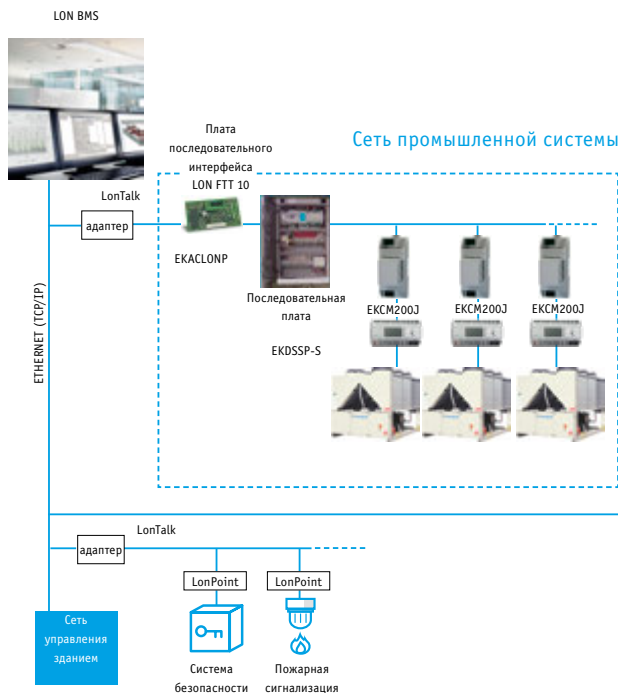 LON BMS
Плата
последовательного
интерфейса
LON FTT 10
Сеть промышленной системы
LonTalk
адаптер
EKACLONP
Последовательная
плата
EKDSSP-S
EKCM200J
EKCM200J
EKCM200J
ETHERNET (TCP/IP)
LonTalk
адаптер
LonPoint
LonPoint
Сеть
управления
зданием
Система
безопасности
Пожарная
сигнализация